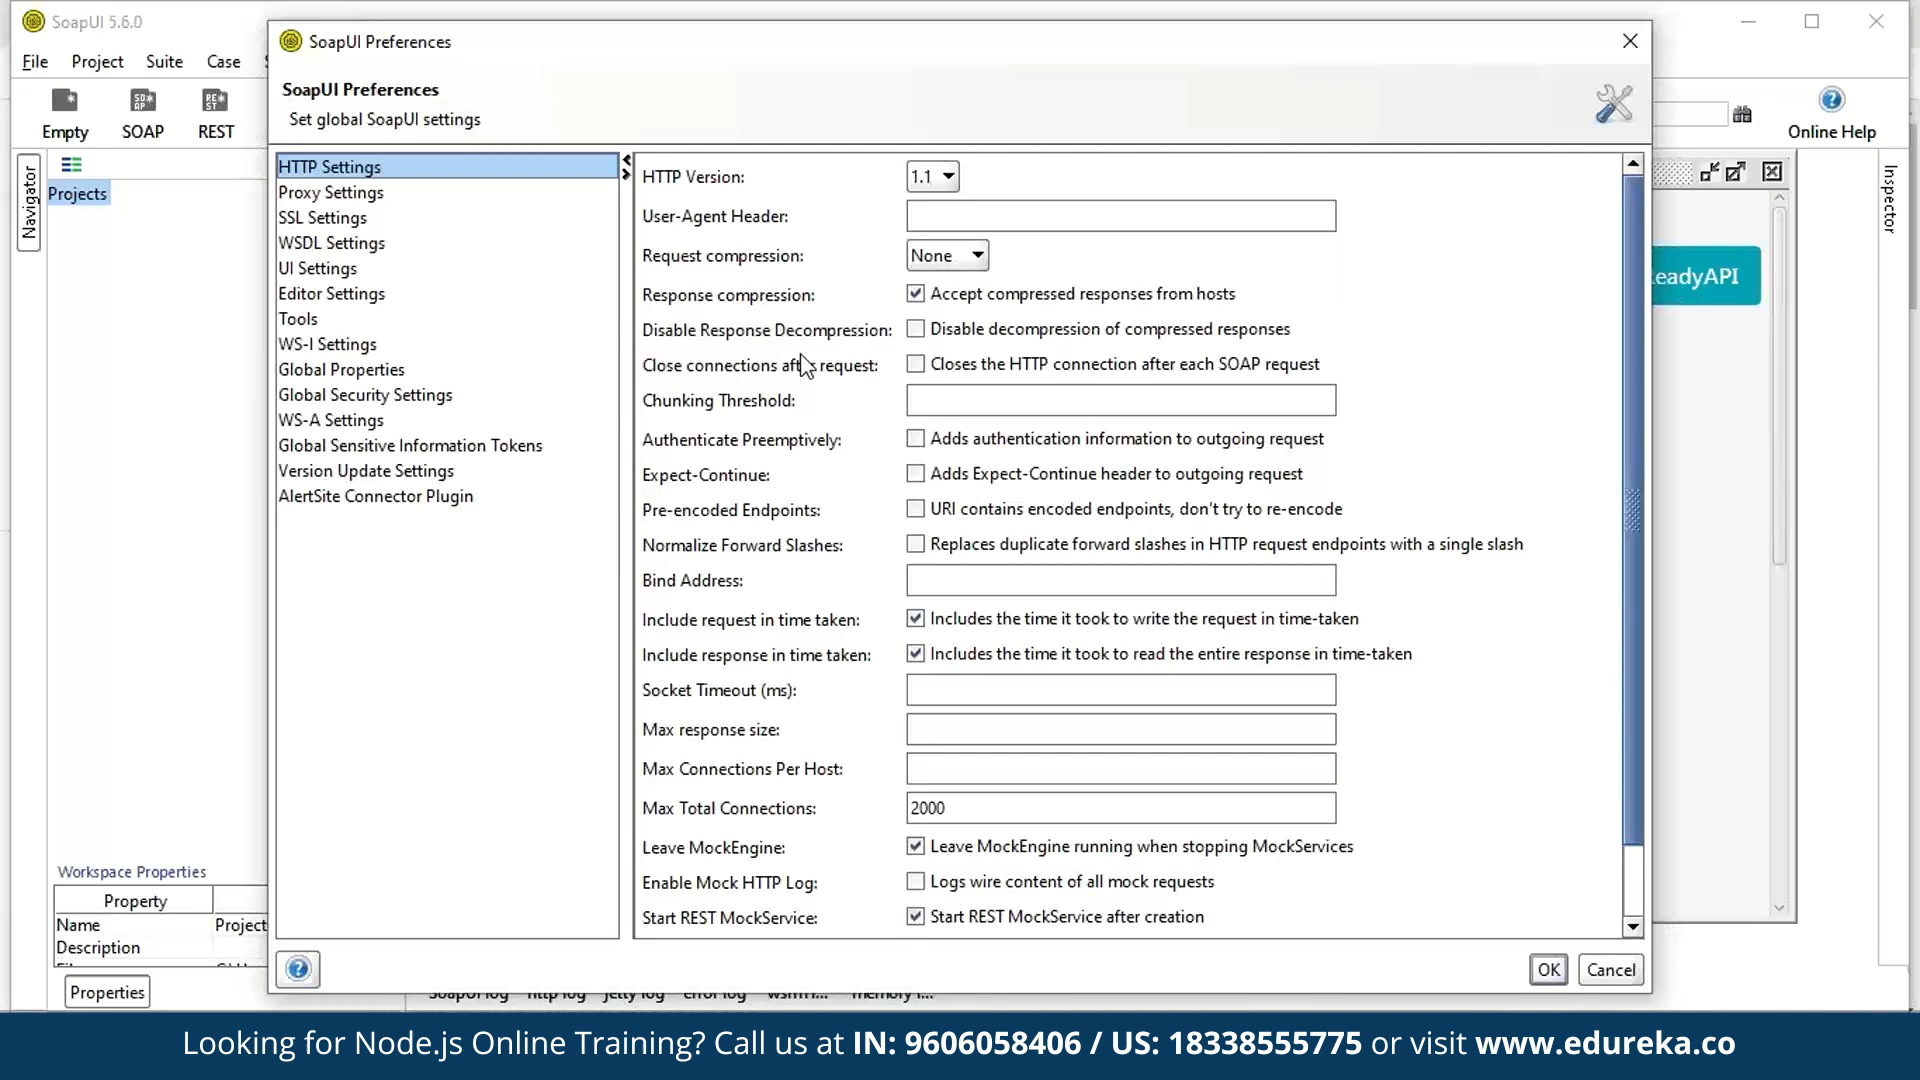 SoapUI 5.6.0
File Project Suite Case
Empty SOAP REST
Online Help
Navigator
Projects
SoapUI Preferences
SoapUI Preferences
Set global SoapUI settings
HTTP Settings
Proxy Settings
SSL Settings
WSDL Settings
UI Settings
Editor Settings
Tools
WS-I Settings
Global Properties
Global Security Settings
WS-A Settings
Global Sensitive Information Tokens
Version Update Settings
AlertSite Connector Plugin
HTTP Version: 1.1
User-Agent Header:
Request compression: None
Response compression: Accept compressed responses from hosts
Disable Response Decompression: Disable decompression of compressed responses
Close connections after request: Closes the HTTP connection after each SOAP request
Chunking Threshold:
Authenticate Preemptively: Adds authentication information to outgoing request
Expect-Continue: Adds Expect-Continue header to outgoing request
Pre-encoded Endpoints: URI contains encoded endpoints, don't try to re-encode
Normalize Forward Slashes: Replaces duplicate forward slashes in HTTP request endpoints with a single slash
Bind Address:
Include request in time taken: Includes the time it took to write the request in time-taken
Include response in time taken: Includes the time it took to read the entire response in time-taken
Socket Timeout (ms):
Max response size:
Max Connections Per Host:
Max Total Connections: 2000
Leave MockEngine: Leave MockEngine running when stopping MockServices
Enable Mock HTTP Log: Logs wire content of all mock requests
Start REST MockService: Start REST MockService after creation
OK Cancel
Inspector
eadyAPI
Workspace Properties
Property
Name Project
Description
Properties
SoapUI log http log jetty log error log wsrm l... memory l...
Looking for Node.js Online Training? Call us at IN: 9606058406 / US: 18338555775 or visit www.edureka.co